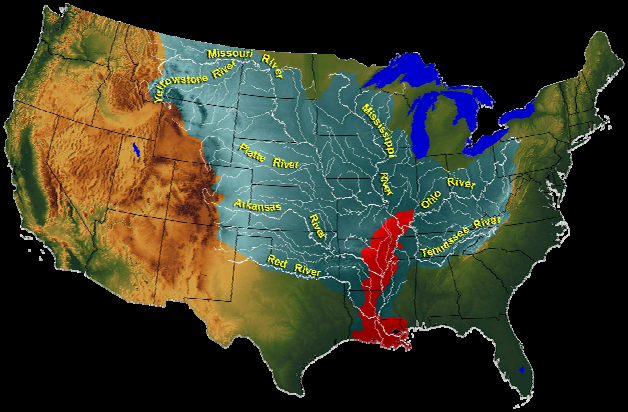 Missouri River
Yellowstone River
Mississippi River
Platte River
Ohio River
Arkansas River
Tennessee River
Red River